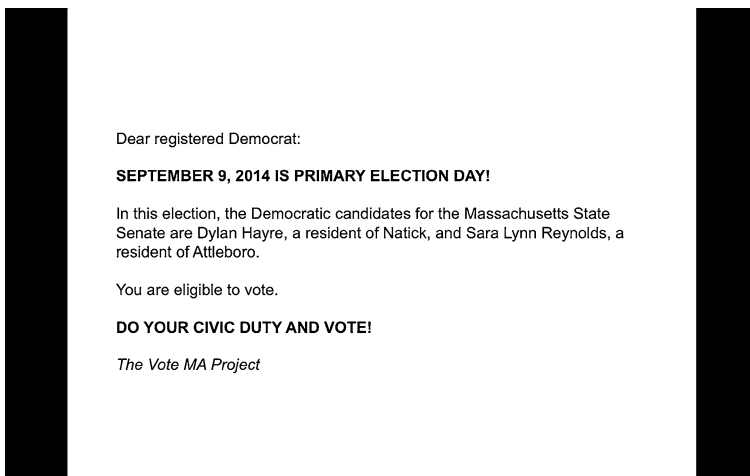 Dear registered Democrat:
SEPTEMBER 9, 2014 IS PRIMARY ELECTION DAY!
In this election, the Democratic candidates for the Massachusetts State
Senate are Dylan Hayre, a resident of Natick, and Sara Lynn Reynolds, a
resident of Attleboro.
You are eligible to vote.
DO YOUR CIVIC DUTY AND VOTE!
The Vote MA Project